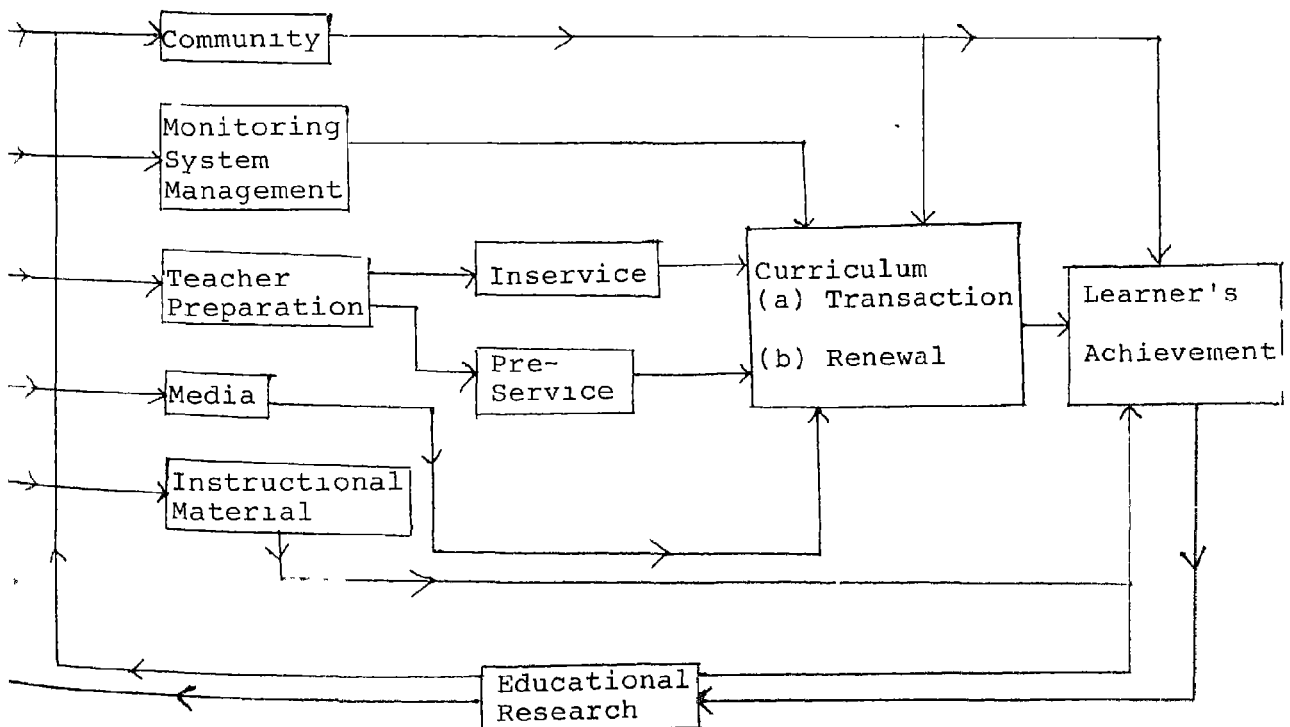 Community
Monitoring
System
Management
Teacher
Preparation
Inservice
Pre-
Service
Media
Instructional
Material
Curriculum
(a) Transaction
(b) Renewal
Learner's
Achievement
Educational
Research